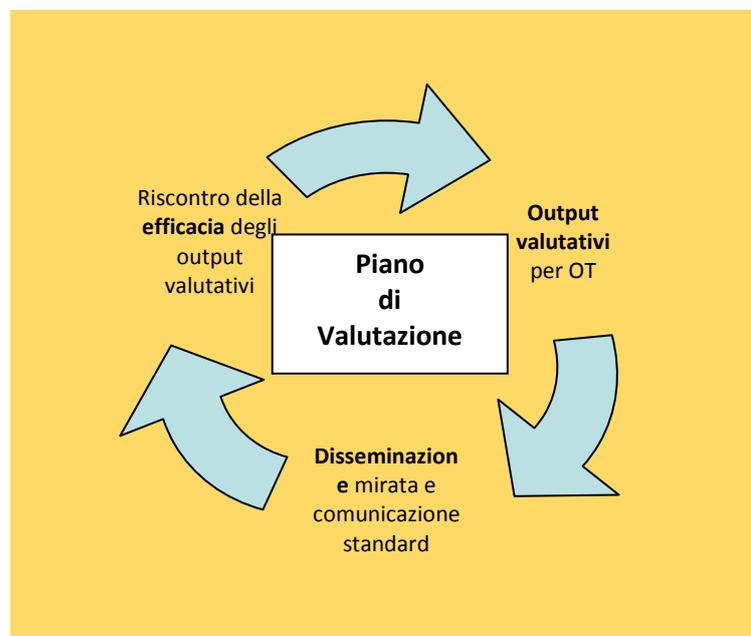 Riscontro della
efficacia degli
output
valutativi
Output
valutativi
per OT
Piano
di
Valutazione
Disseminazion
e mirata e
comunicazione
standard